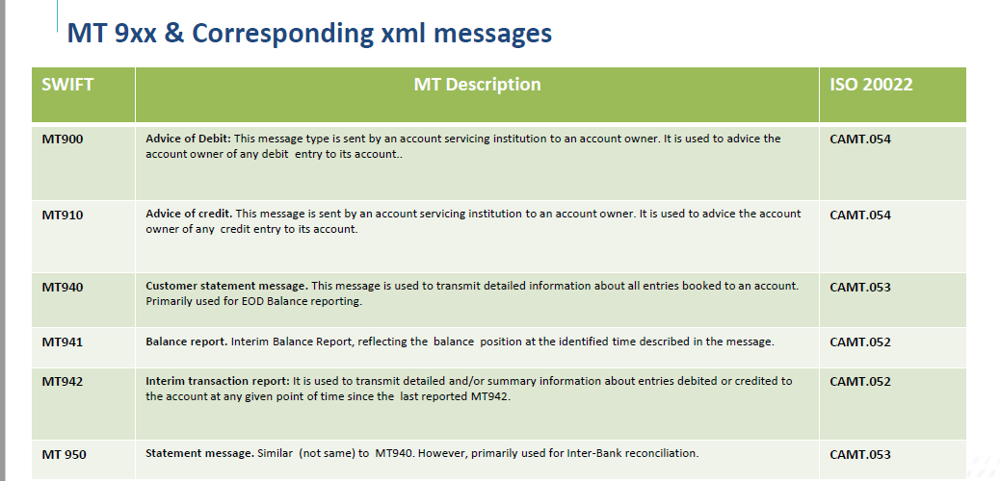 MT 9xx & Corresponding xml messages
SWIFT MT Description ISO 20022
MT900 Advice of Debit: This message type is sent by an account servicing institution to an account owner. It is used to advice the CAMT.054
account owner of any debit entry to its account..
MT910 Advice of credit. This message is sent by an account servicing institution to an account owner. It is used to advice the account CAMT.054
owner of any credit entry to its account.
MT940 Customer statement message. This message is used to transmit detailed information about all entries booked to an account. CAMT.053
Primarily used for EOD Balance reporting.
MT941 Balance report. Interim Balance Report, reflecting the balance position at the identified time described in the message. CAMT.052
MT942 Interim transaction report: It is used to transmit detailed and/or summary information about entries debited or credited to CAMT.052
the account at any given point of time since the last reported MT942.
MT 950 Statement message. Similar (not same) to MT940. However, primarily used for Inter-Bank reconciliation. CAMT.053